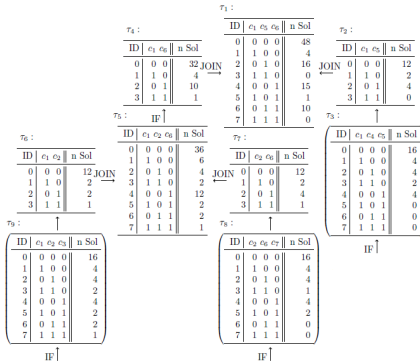 τ₁ :
ID c₁ c₅ c₆ n Sol
0 0 0 0 48
1 1 0 0 4
2 0 1 0 16
3 1 1 0 0
4 0 0 1 15
5 1 0 1 1
6 0 1 1 10
7 1 1 1 0
τ₄ :
ID c₁ c₆ n Sol
0 0 0 32
1 1 0 4
2 0 1 10
3 1 1 1
JOIN
JOIN
τ₂ :
ID c₁ c₅ n Sol
0 0 0 12
1 1 0 2
2 0 1 4
3 1 1 0
IF
τ₅ :
ID c₁ c₂ c₆ n Sol
0 0 0 0 36
1 1 0 0 6
2 0 1 0 4
3 1 1 0 2
4 0 0 1 12
5 1 0 1 2
6 0 1 1 2
7 1 1 1 1
τ₃ :
ID c₁ c₄ c₅ n Sol
0 0 0 0 16
1 1 0 0 4
2 0 1 0 4
3 1 1 0 2
4 0 0 1 4
5 1 0 1 0
6 0 1 1 0
7 1 1 1 0
IF
τ₆ :
ID c₁ c₂ n Sol
0 0 0 12
1 1 0 2
2 0 1 2
3 1 1 1
JOIN
JOIN
τ₇ :
ID c₂ c₆ n Sol
0 0 0 12
1 1 0 2
2 0 1 4
3 1 1 1
τ₉ :
ID c₁ c₂ c₃ n Sol
0 0 0 0 16
1 1 0 0 4
2 0 1 0 4
3 1 1 0 1
4 0 0 1 4
5 1 0 1 2
6 0 1 1 2
7 1 1 1 1
IF
τ₈ :
ID c₂ c₆ c₇ n Sol
0 0 0 0 16
1 1 0 0 4
2 0 1 0 4
3 1 1 0 1
4 0 0 1 4
5 1 0 1 2
6 0 1 1 0
7 1 1 1 0
IF